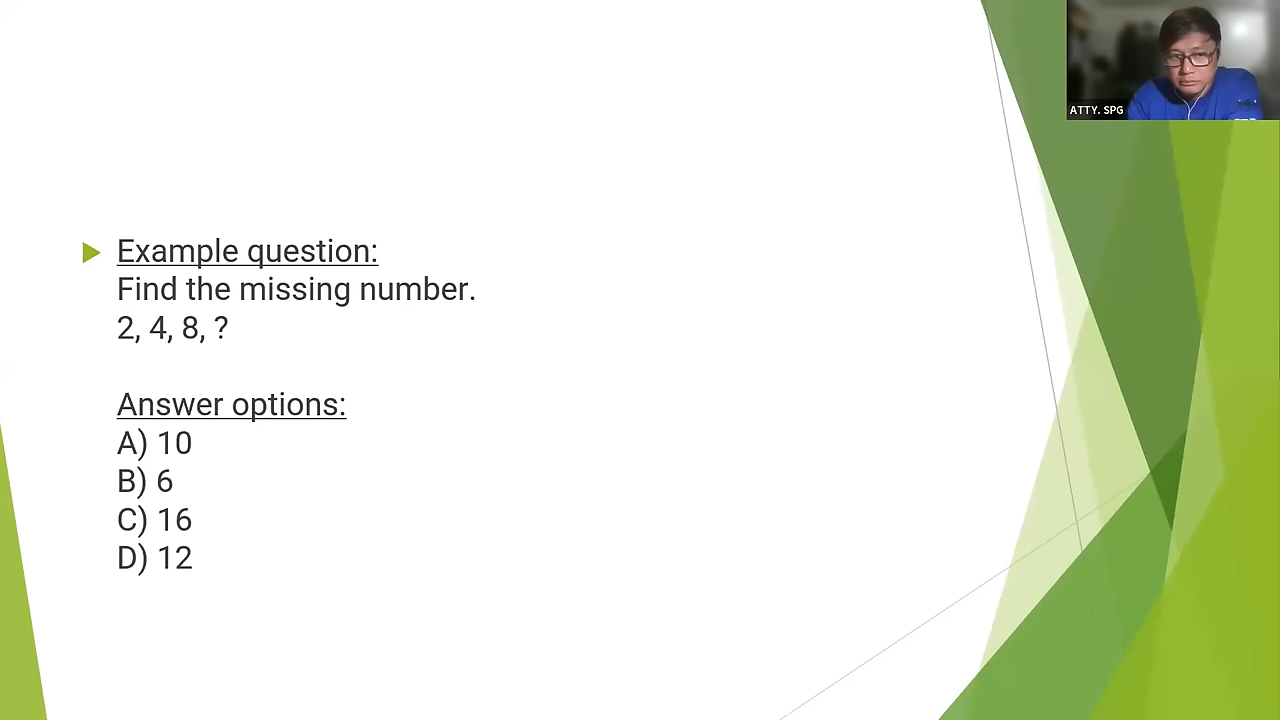 ATTY. SPG
Example question:
Find the missing number.
2, 4, 8, ?
Answer options:
A) 10
B) 6
C) 16
D) 12